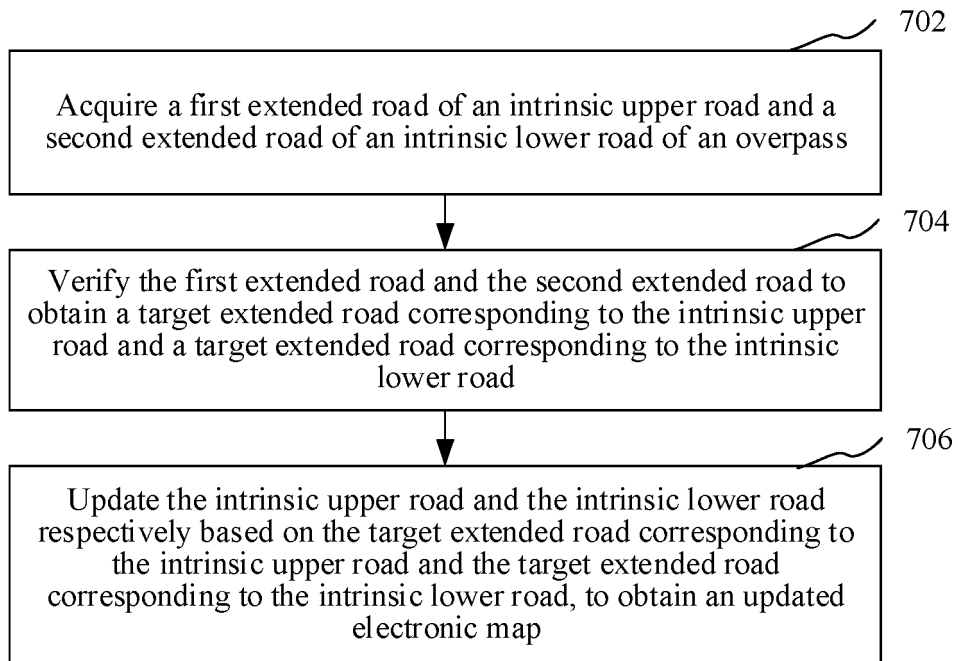 702
Acquire a first extended road of an intrinsic upper road and a
second extended road of an intrinsic lower road of an overpass
704
Verify the first extended road and the second extended road to
obtain a target extended road corresponding to the intrinsic upper
road and a target extended road corresponding to the intrinsic
lower road
706
Update the intrinsic upper road and the intrinsic lower road
respectively based on the target extended road corresponding to
the intrinsic upper road and the target extended road
corresponding to the intrinsic lower road, to obtain an updated
electronic map